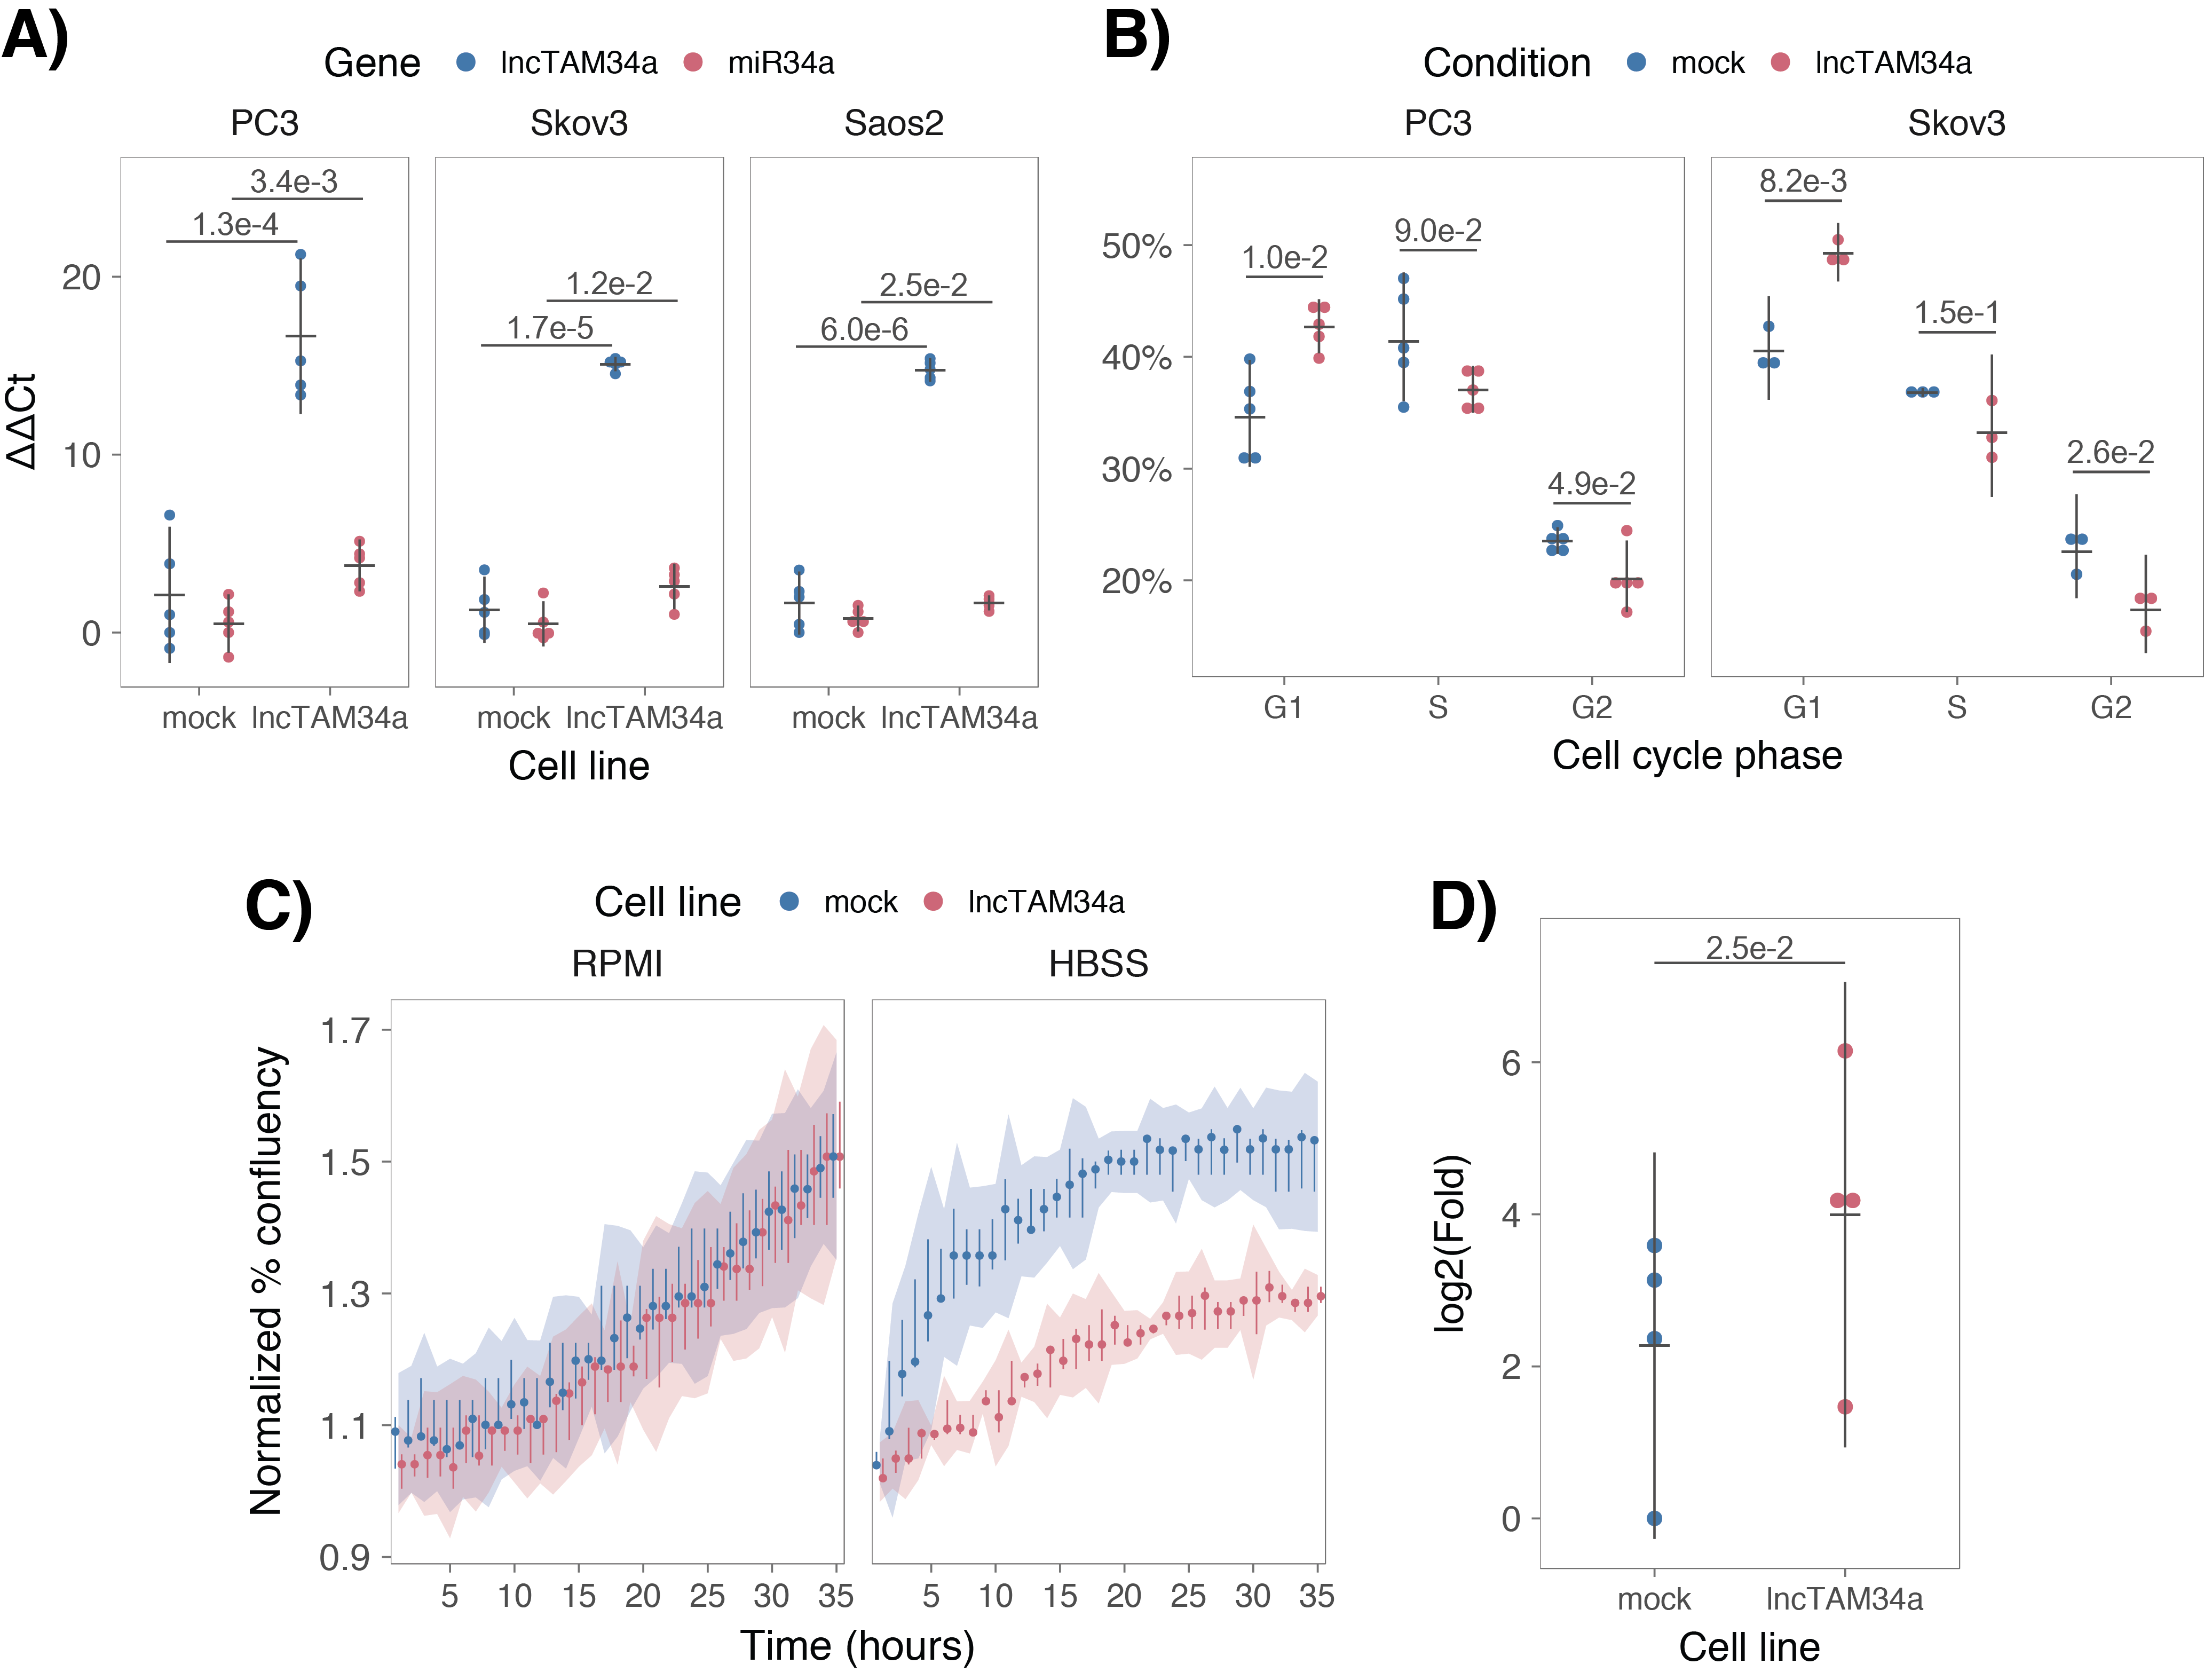 A)
Gene lncTAM34a miR34a
PC3 Skov3 Saos2
3.4e-3
1.3e-4
1.2e-2
1.7e-5
2.5e-2
6.0e-6
ΔΔCt
20
10
0
mock lncTAM34a mock lncTAM34a mock lncTAM34a
Cell line
B)
Condition mock lncTAM34a
PC3 Skov3
1.0e-2
9.0e-2
4.9e-2
8.2e-3
1.5e-1
2.6e-2
50%
40%
30%
20%
G1 S G2 G1 S G2
Cell cycle phase
C)
Cell line mock lncTAM34a
RPMI HBSS
Normalized % confluency
1.7
1.5
1.3
1.1
0.9
5 10 15 20 25 30 35 5 10 15 20 25 30 35
Time (hours)
D)
2.5e-2
log2(Fold)
6
4
2
0
mock lncTAM34a
Cell line